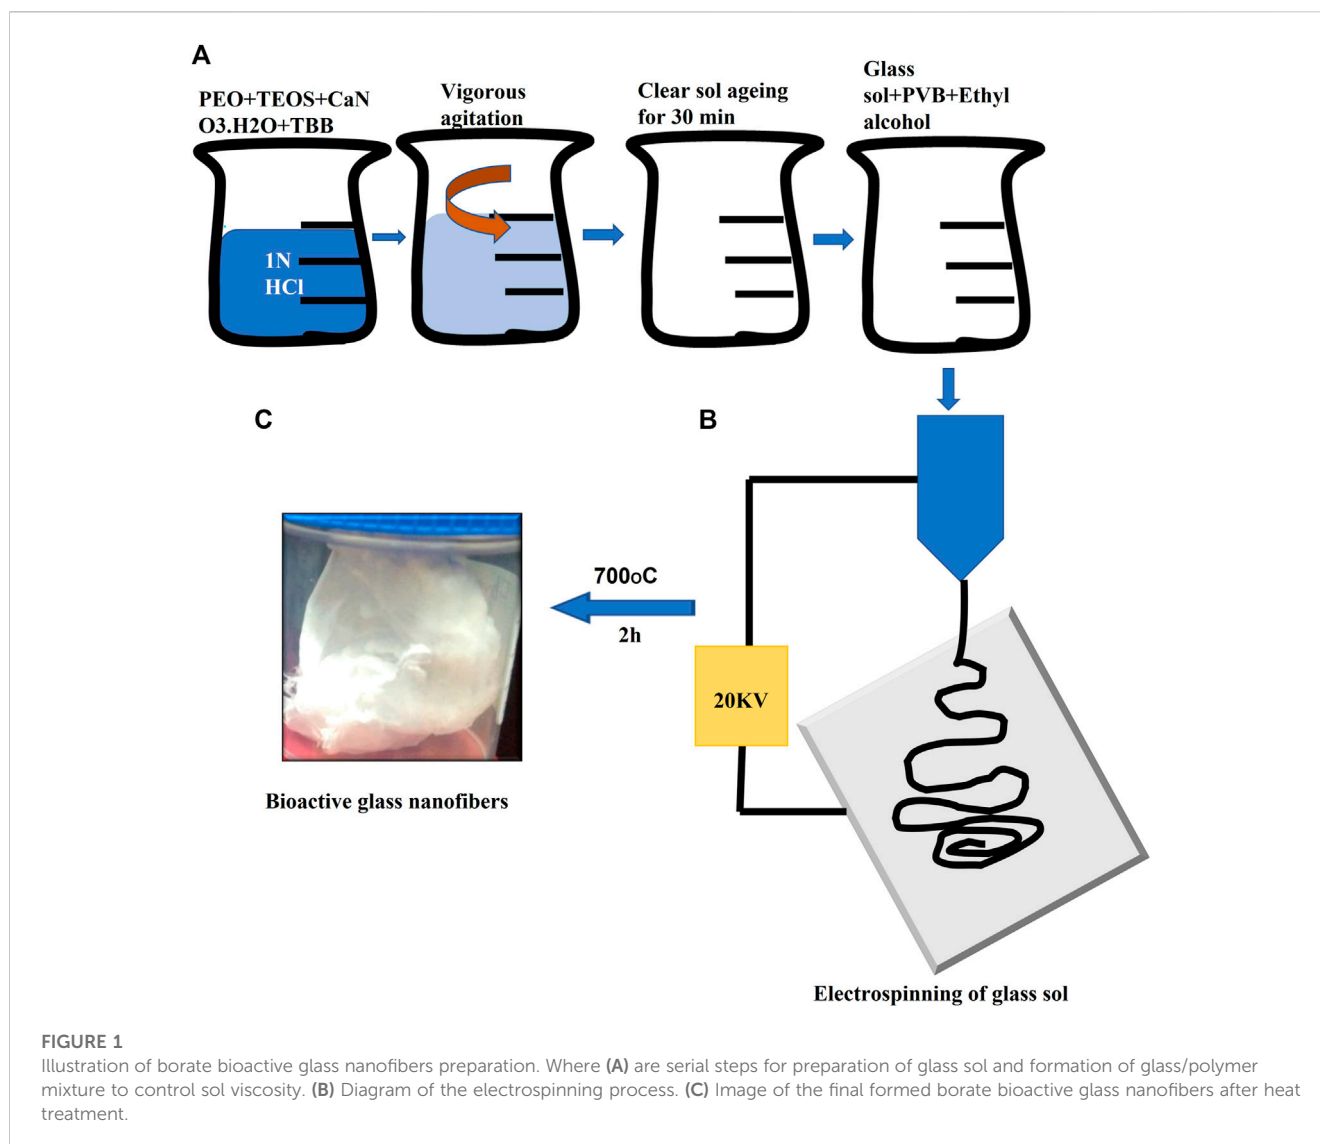 A
PEO+TEOS+CaN
O3.H2O+TBB
Vigorous
agitation
Clear sol ageing
for 30 min
Glass
sol+PVB+Ethyl
alcohol
1N
HCl
C
B
700oC
2h
20KV
Bioactive glass nanofibers
Electrospinning of glass sol
FIGURE 1
Illustration of borate bioactive glass nanofibers preparation. Where (A) are serial steps for preparation of glass sol and formation of glass/polymer
mixture to control sol viscosity. (B) Diagram of the electrospinning process. (C) Image of the final formed borate bioactive glass nanofibers after heat
treatment.